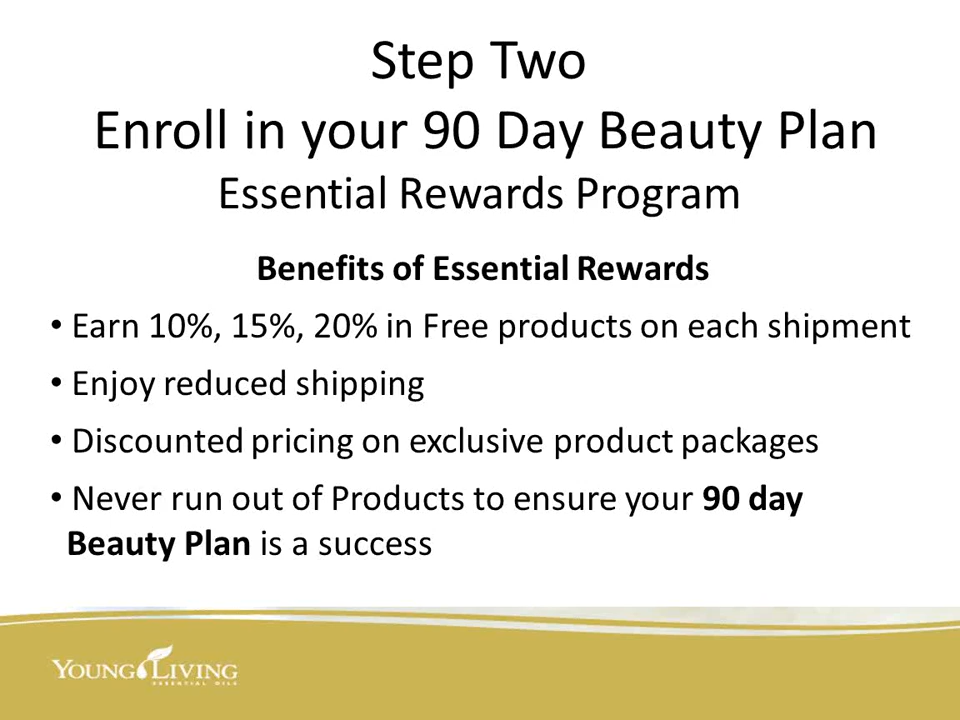 Step Two
Enroll in your 90 Day Beauty Plan
Essential Rewards Program
Benefits of Essential Rewards
• Earn 10%, 15%, 20% in Free products on each shipment
• Enjoy reduced shipping
• Discounted pricing on exclusive product packages
• Never run out of Products to ensure your 90 day
Beauty Plan is a success
YOUNG LIVING
ESSENTIAL OILS